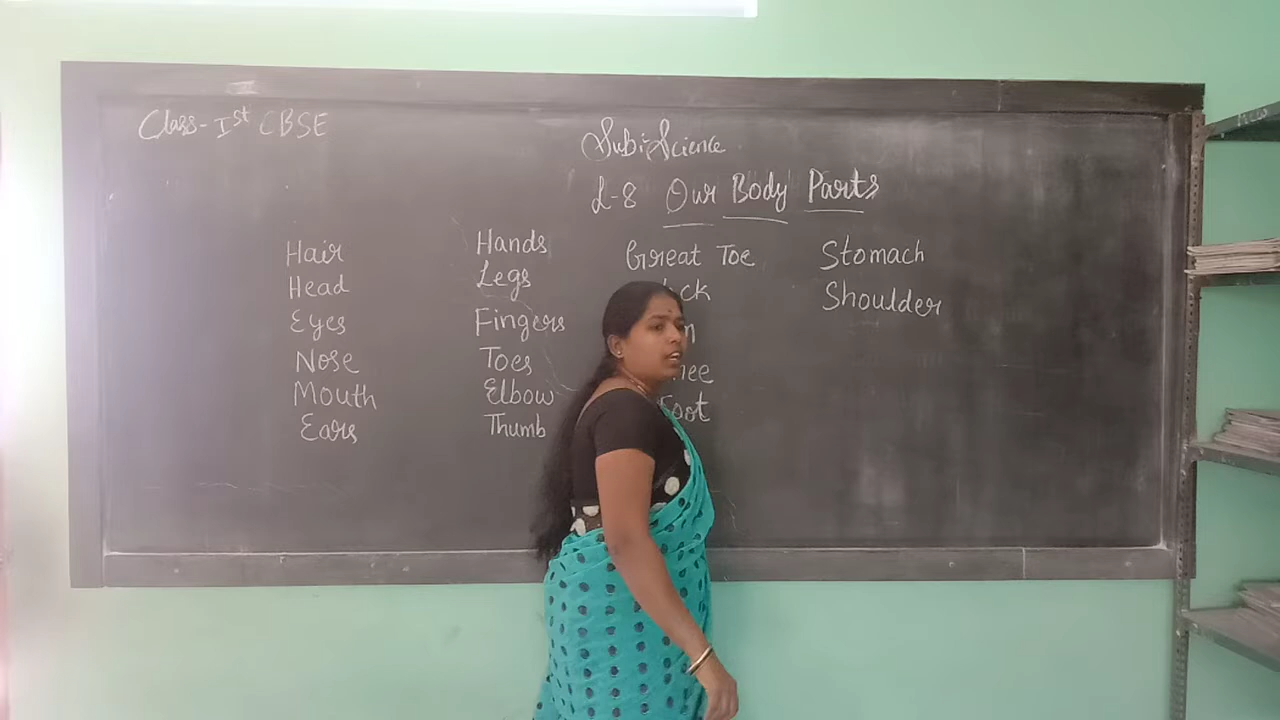 Class-Ist CBSE
Sub:-Science
L-8 Our Body Parts
Hair
Head
Eyes
Nose
Mouth
Ears
Hands
Legs
Fingers
Toes
Elbow
Thumb
Great Toe
Foot
Stomach
Shoulder